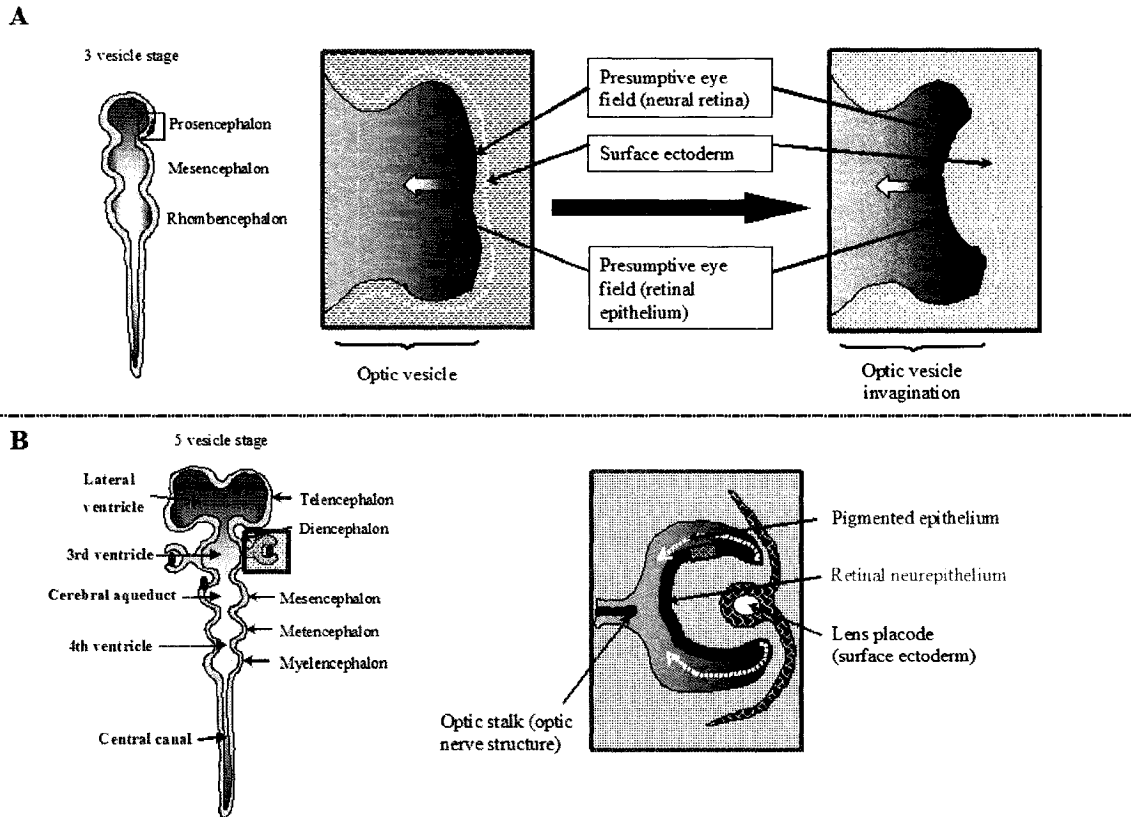 A
3 vesicle stage
Prosencephalon
Mesencephalon
Rhombencephalon
Presumptive eye
field (neural retina)
Surface ectoderm
Presumptive eye
field (retinal
epithelium)
Optic vesicle
Optic vesicle
invagination
B
5 vesicle stage
Lateral
ventricle
Telencephalon
Diencephalon
3rd ventricle
Cerebral aqueduct
Mesencephalon
Metencephalon
4th ventricle
Myelencephalon
Central canal
Pigmented epithelium
Retinal neurepithelium
Lens placode
(surface ectoderm)
Optic stalk (optic
nerve structure)